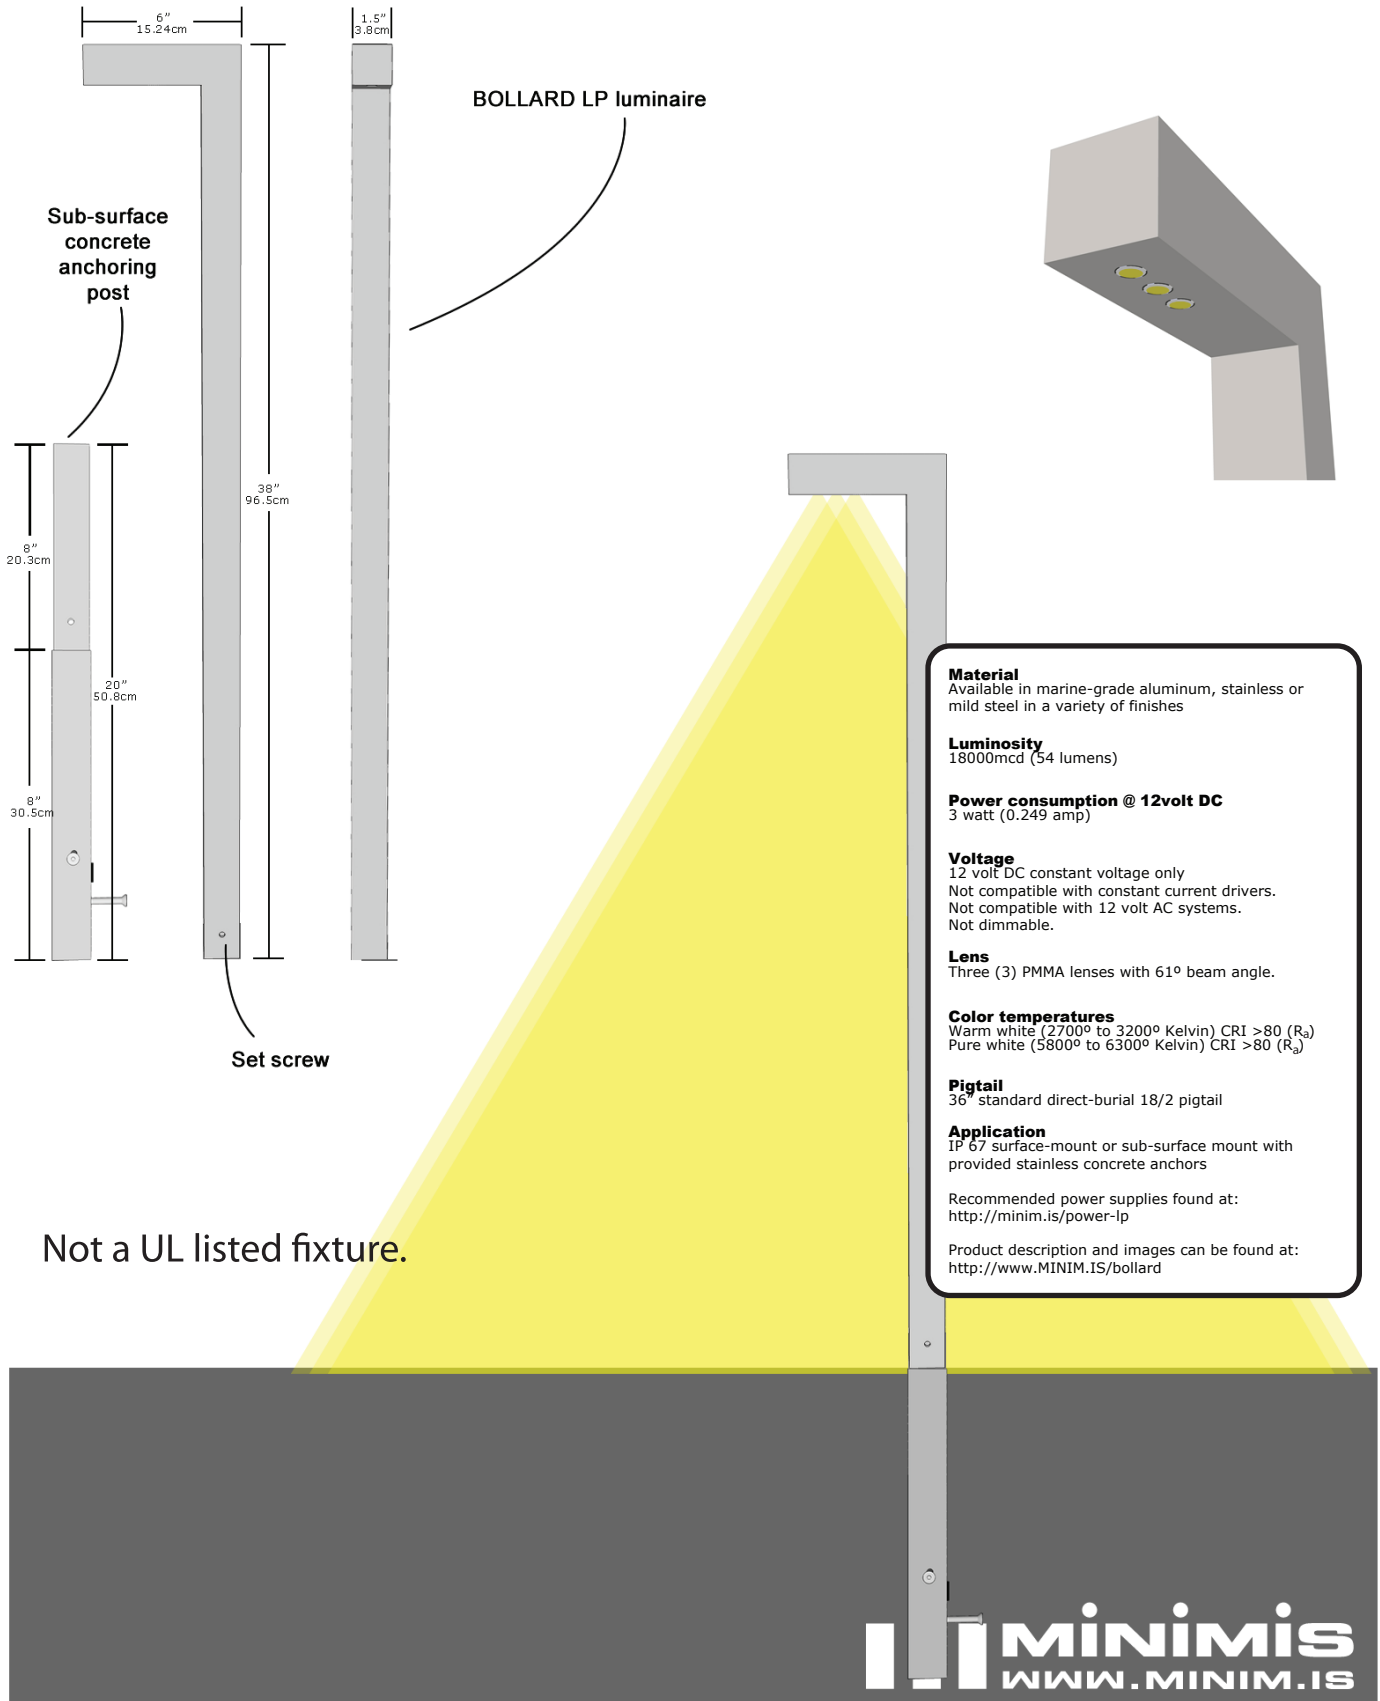 6"
15.24cm
1.5"
3.8cm
BOLLARD LP luminaire
Sub-surface
concrete
anchoring
post
38"
96.5cm
8"
20.3cm
20"
50.8cm
8"
30.5cm
Set screw
Not a UL listed fixture.
Material
Available in marine-grade aluminum, stainless or
mild steel in a variety of finishes
Luminosity
18000mcd (54 lumens)
Power consumption @ 12volt DC
3 watt (0.249 amp)
Voltage
12 volt DC constant voltage only
Not compatible with constant current drivers.
Not compatible with 12 volt AC systems.
Not dimmable.
Lens
Three (3) PMMA lenses with 61º beam angle.
Color temperatures
Warm white (2700º to 3200º Kelvin) CRI >80 (Ra)
Pure white (5800º to 6300º Kelvin) CRI >80 (Ra)
Pigtail
36" standard direct-burial 18/2 pigtail
Application
IP 67 surface-mount or sub-surface mount with
provided stainless concrete anchors
Recommended power supplies found at:
http://minim.is/power-lp
Product description and images can be found at:
http://www.MINIM.IS/bollard
MiNiMiS
WWW.MINIM.IS